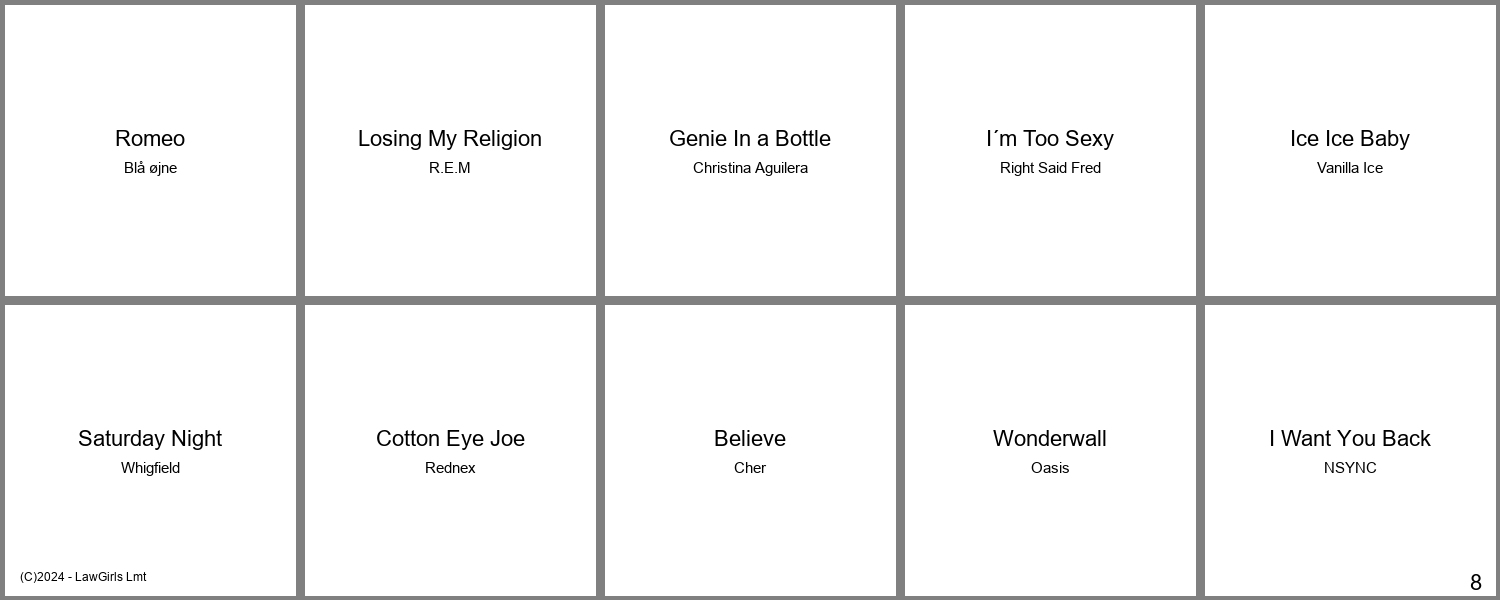 Romeo
Blå øjne
Losing My Religion
R.E.M
Genie In a Bottle
Christina Aguilera
I´m Too Sexy
Right Said Fred
Ice Ice Baby
Vanilla Ice
Saturday Night
Whigfield
Cotton Eye Joe
Rednex
Believe
Cher
Wonderwall
Oasis
I Want You Back
NSYNC
(C)2024 - LawGirls Lmt
8